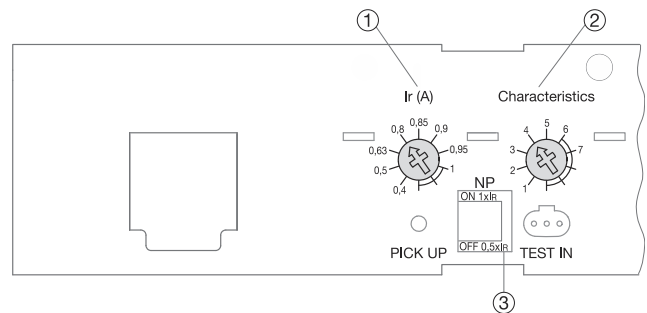 1 2
Ir (A) Characteristics
0,4 0,5 0,63 0,8 0,85 0,9 0,95 1
1 2 3 4 5 6 7
NP
ON 1xIR
OFF 0,5xIR
PICK UP TEST IN
3